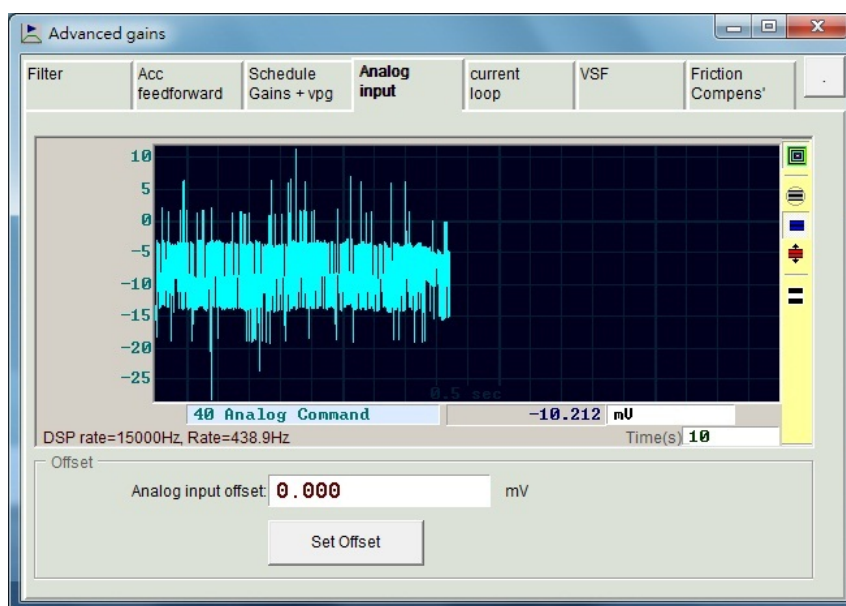 Advanced gains
Filter
Acc
feedforward
Schedule
Gains + vpg
Analog
input
current
loop
VSF
Friction
Compens'
.
10
5
0
-5
-10
-15
-20
-25
0.5 sec
40 Analog Command
-10.212 mV
DSP rate=15000Hz, Rate=438.9Hz
Time(s) 10
Offset
Analog input offset: 0.000 mV
Set Offset